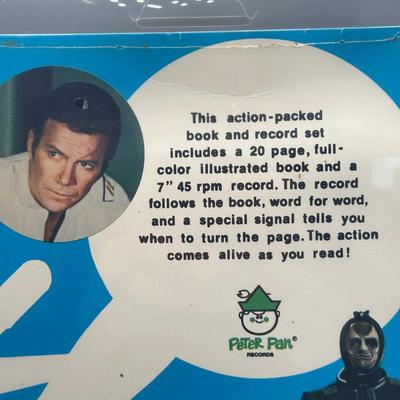 This action-packed
book and record set
includes a 20 page, full-
color illustrated book and a
7" 45 rpm record. The record
follows the book, word for word,
and a special signal tells you
when to turn the page. The action
comes alive as you read!
PETER PAN®
RECORDS